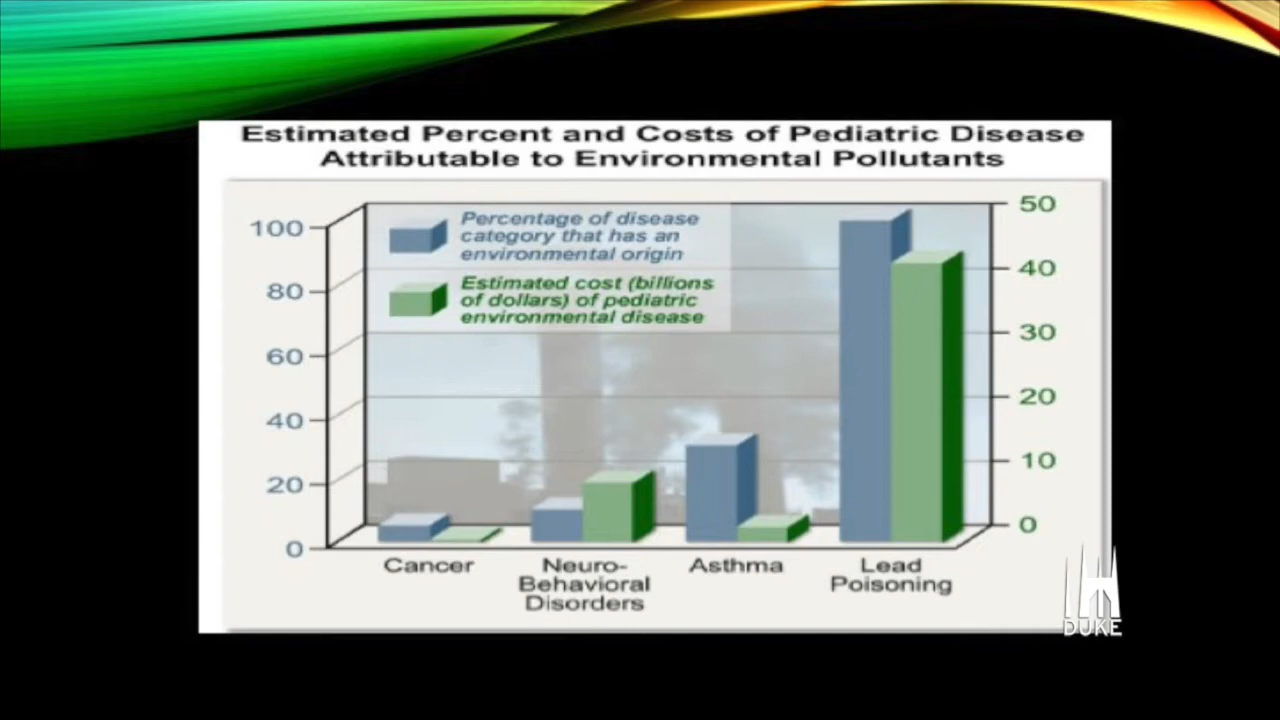 Estimated Percent and Costs of Pediatric Disease
Attributable to Environmental Pollutants
Percentage of disease
category that has an
environmental origin
Estimated cost (billions
of dollars) of pediatric
environmental disease
100
80
60
40
20
0
50
40
30
20
10
0
Cancer
Neuro-
Behavioral
Disorders
Asthma
Lead
Poisoning
DUKE